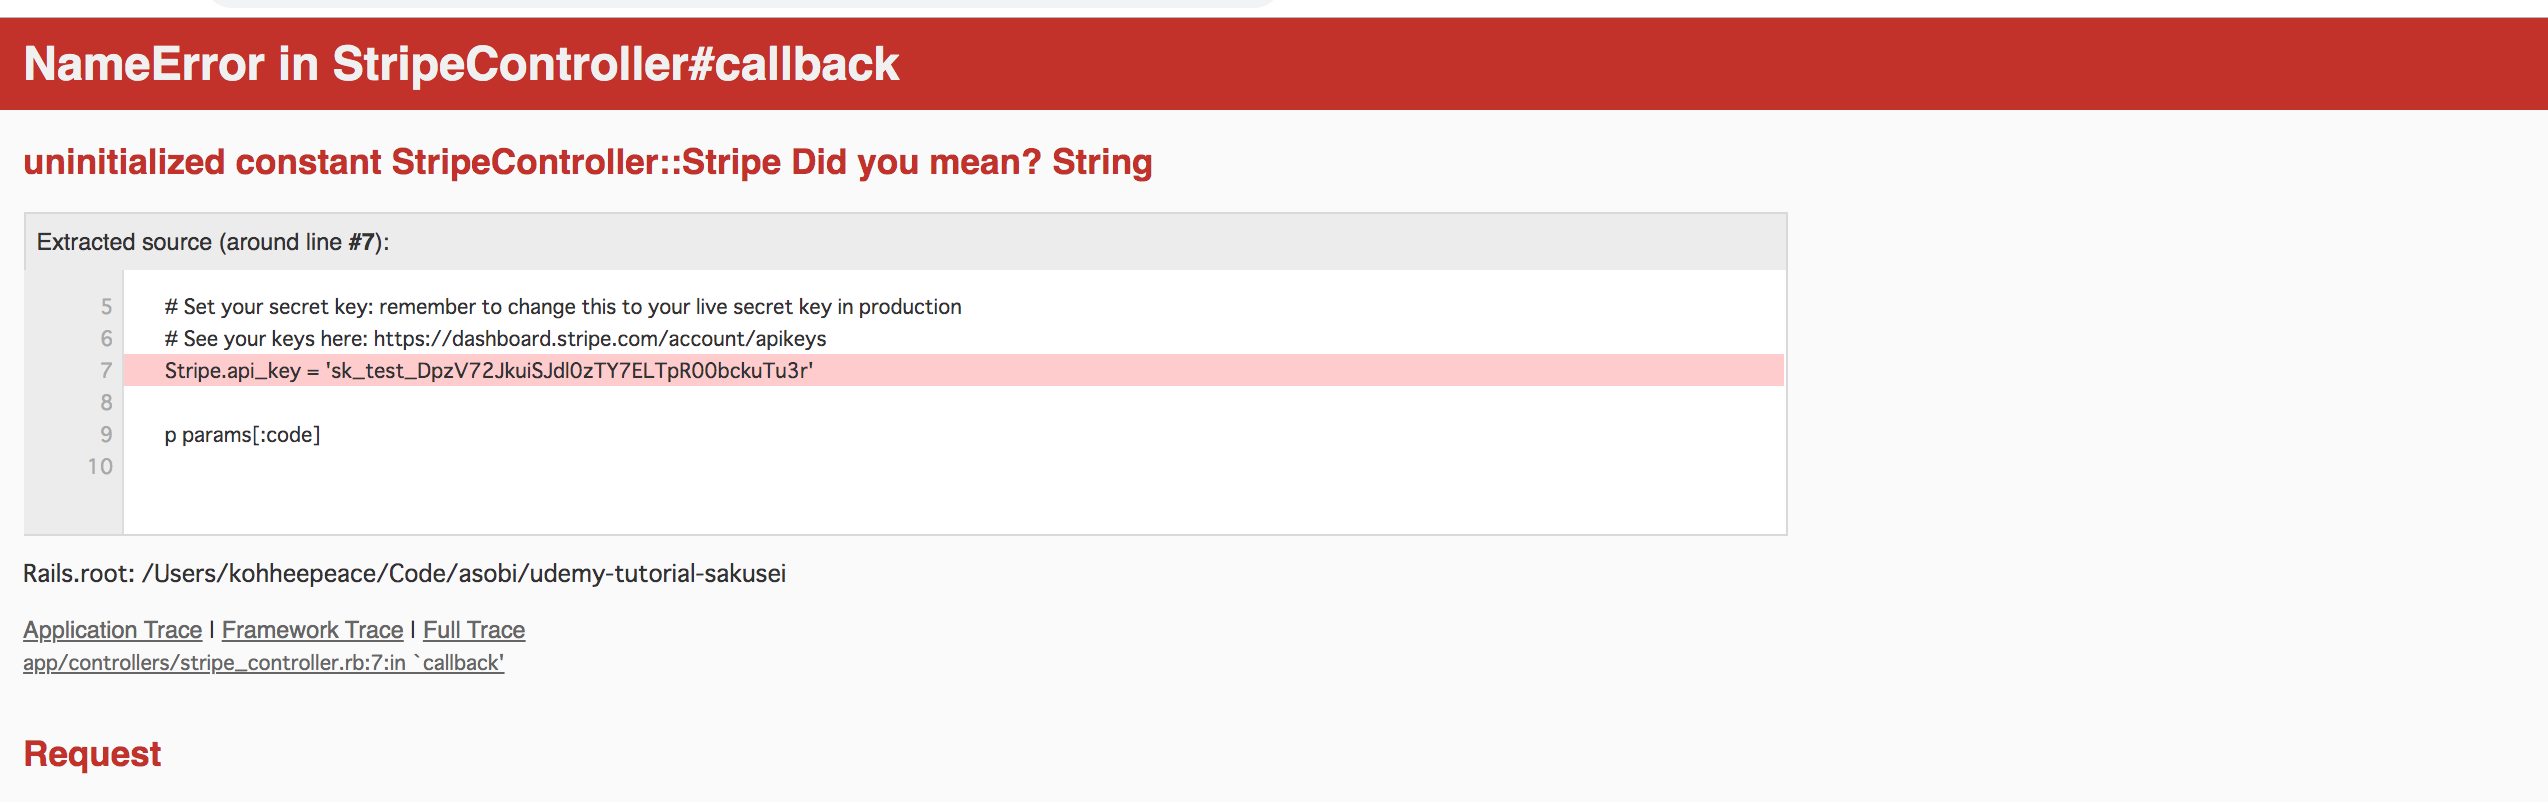 NameError in StripeController#callback
uninitialized constant StripeController::Stripe Did you mean? String
Extracted source (around line #7):
5 # Set your secret key: remember to change this to your live secret key in production
6 # See your keys here: https://dashboard.stripe.com/account/apikeys
7 Stripe.api_key = 'sk_test_DpzV72JkuiSJdl0zTY7ELTpR00bckuTu3r'
8
9 p params[:code]
10
Rails.root: /Users/kohheepeace/Code/asobi/udemy-tutorial-sakusei
Application Trace | Framework Trace | Full Trace
app/controllers/stripe_controller.rb:7:in `callback'
Request